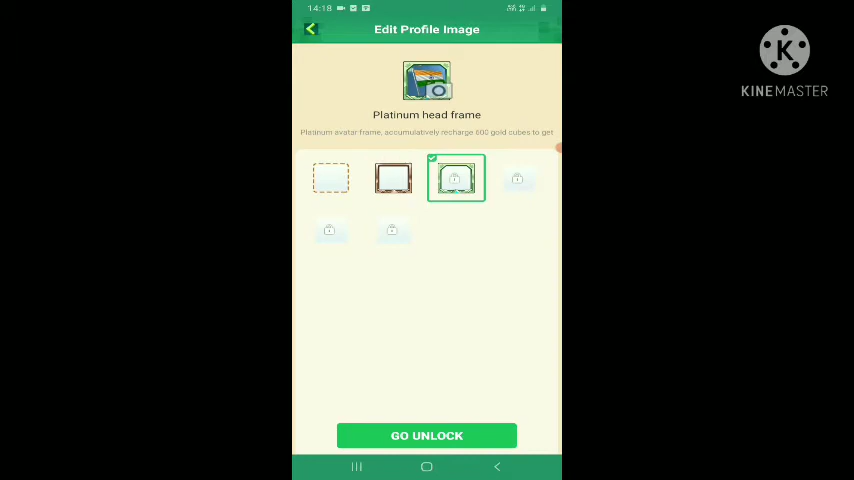 14:18
Edit Profile Image
Platinum head frame
Platinum avatar frame, accumulatively recharge 600 gold cubes to get
GO UNLOCK
K
KINEMASTER